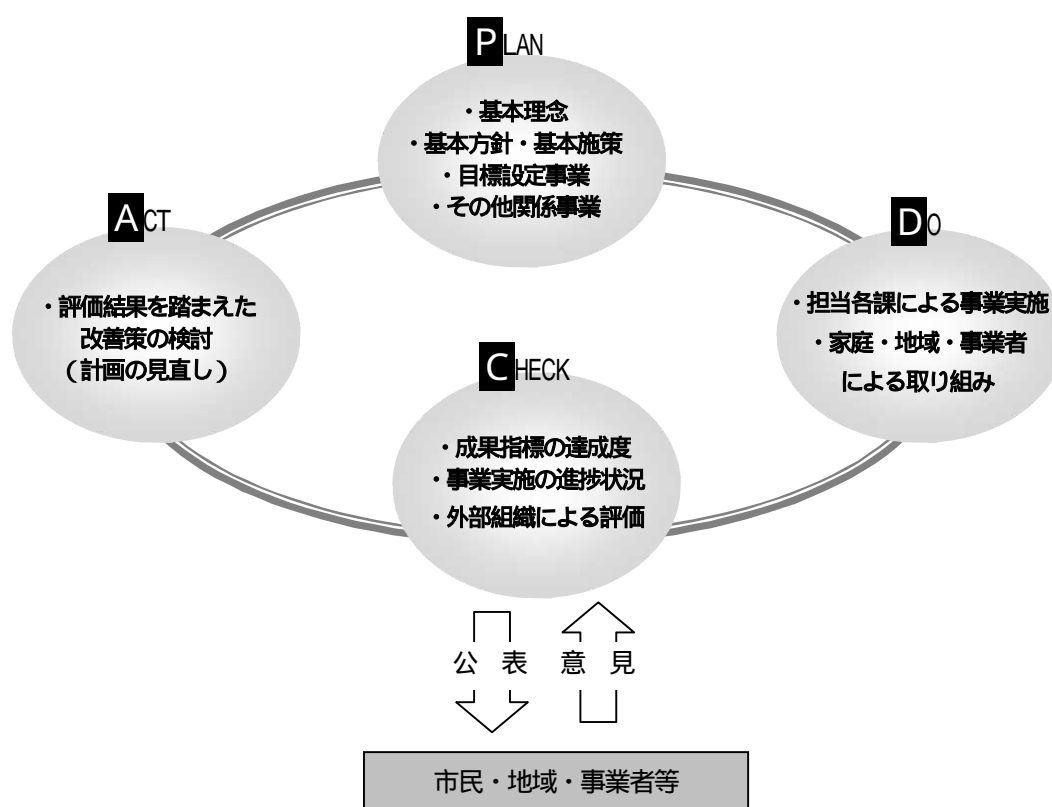 PLAN
・基本理念
・基本方針・基本施策
・目標設定事業
・その他関係事業
ACT
・評価結果を踏まえた
改善策の検討
（計画の見直し）
DO
・担当各課による事業実施
・家庭・地域・事業者
による取り組み
CHECK
・成果指標の達成度
・事業実施の進捗状況
・外部組織による評価
公表
意見
市民・地域・事業者等